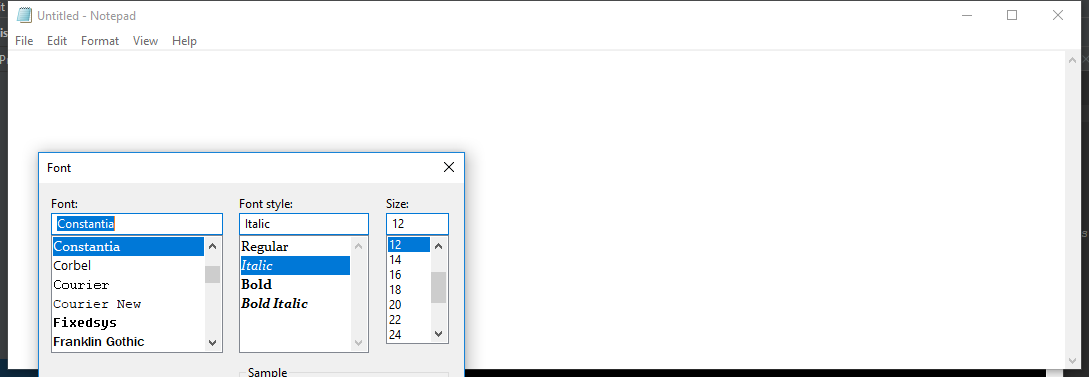 Untitled - Notepad
File Edit Format View Help
Font
Font: Font style: Size:
Constantia Italic 12
Constantia Regular 12
Corbel Italic 14
Courier Bold 16
Courier New Bold Italic 18
Fixedsys 20
Franklin Gothic 22
24
Sample